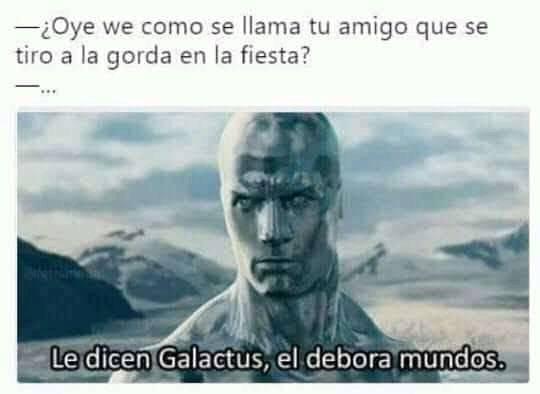 —¿Oye we como se llama tu amigo que se
tiro a la gorda en la fiesta?
—...
Le dicen Galactus, el debora mundos.